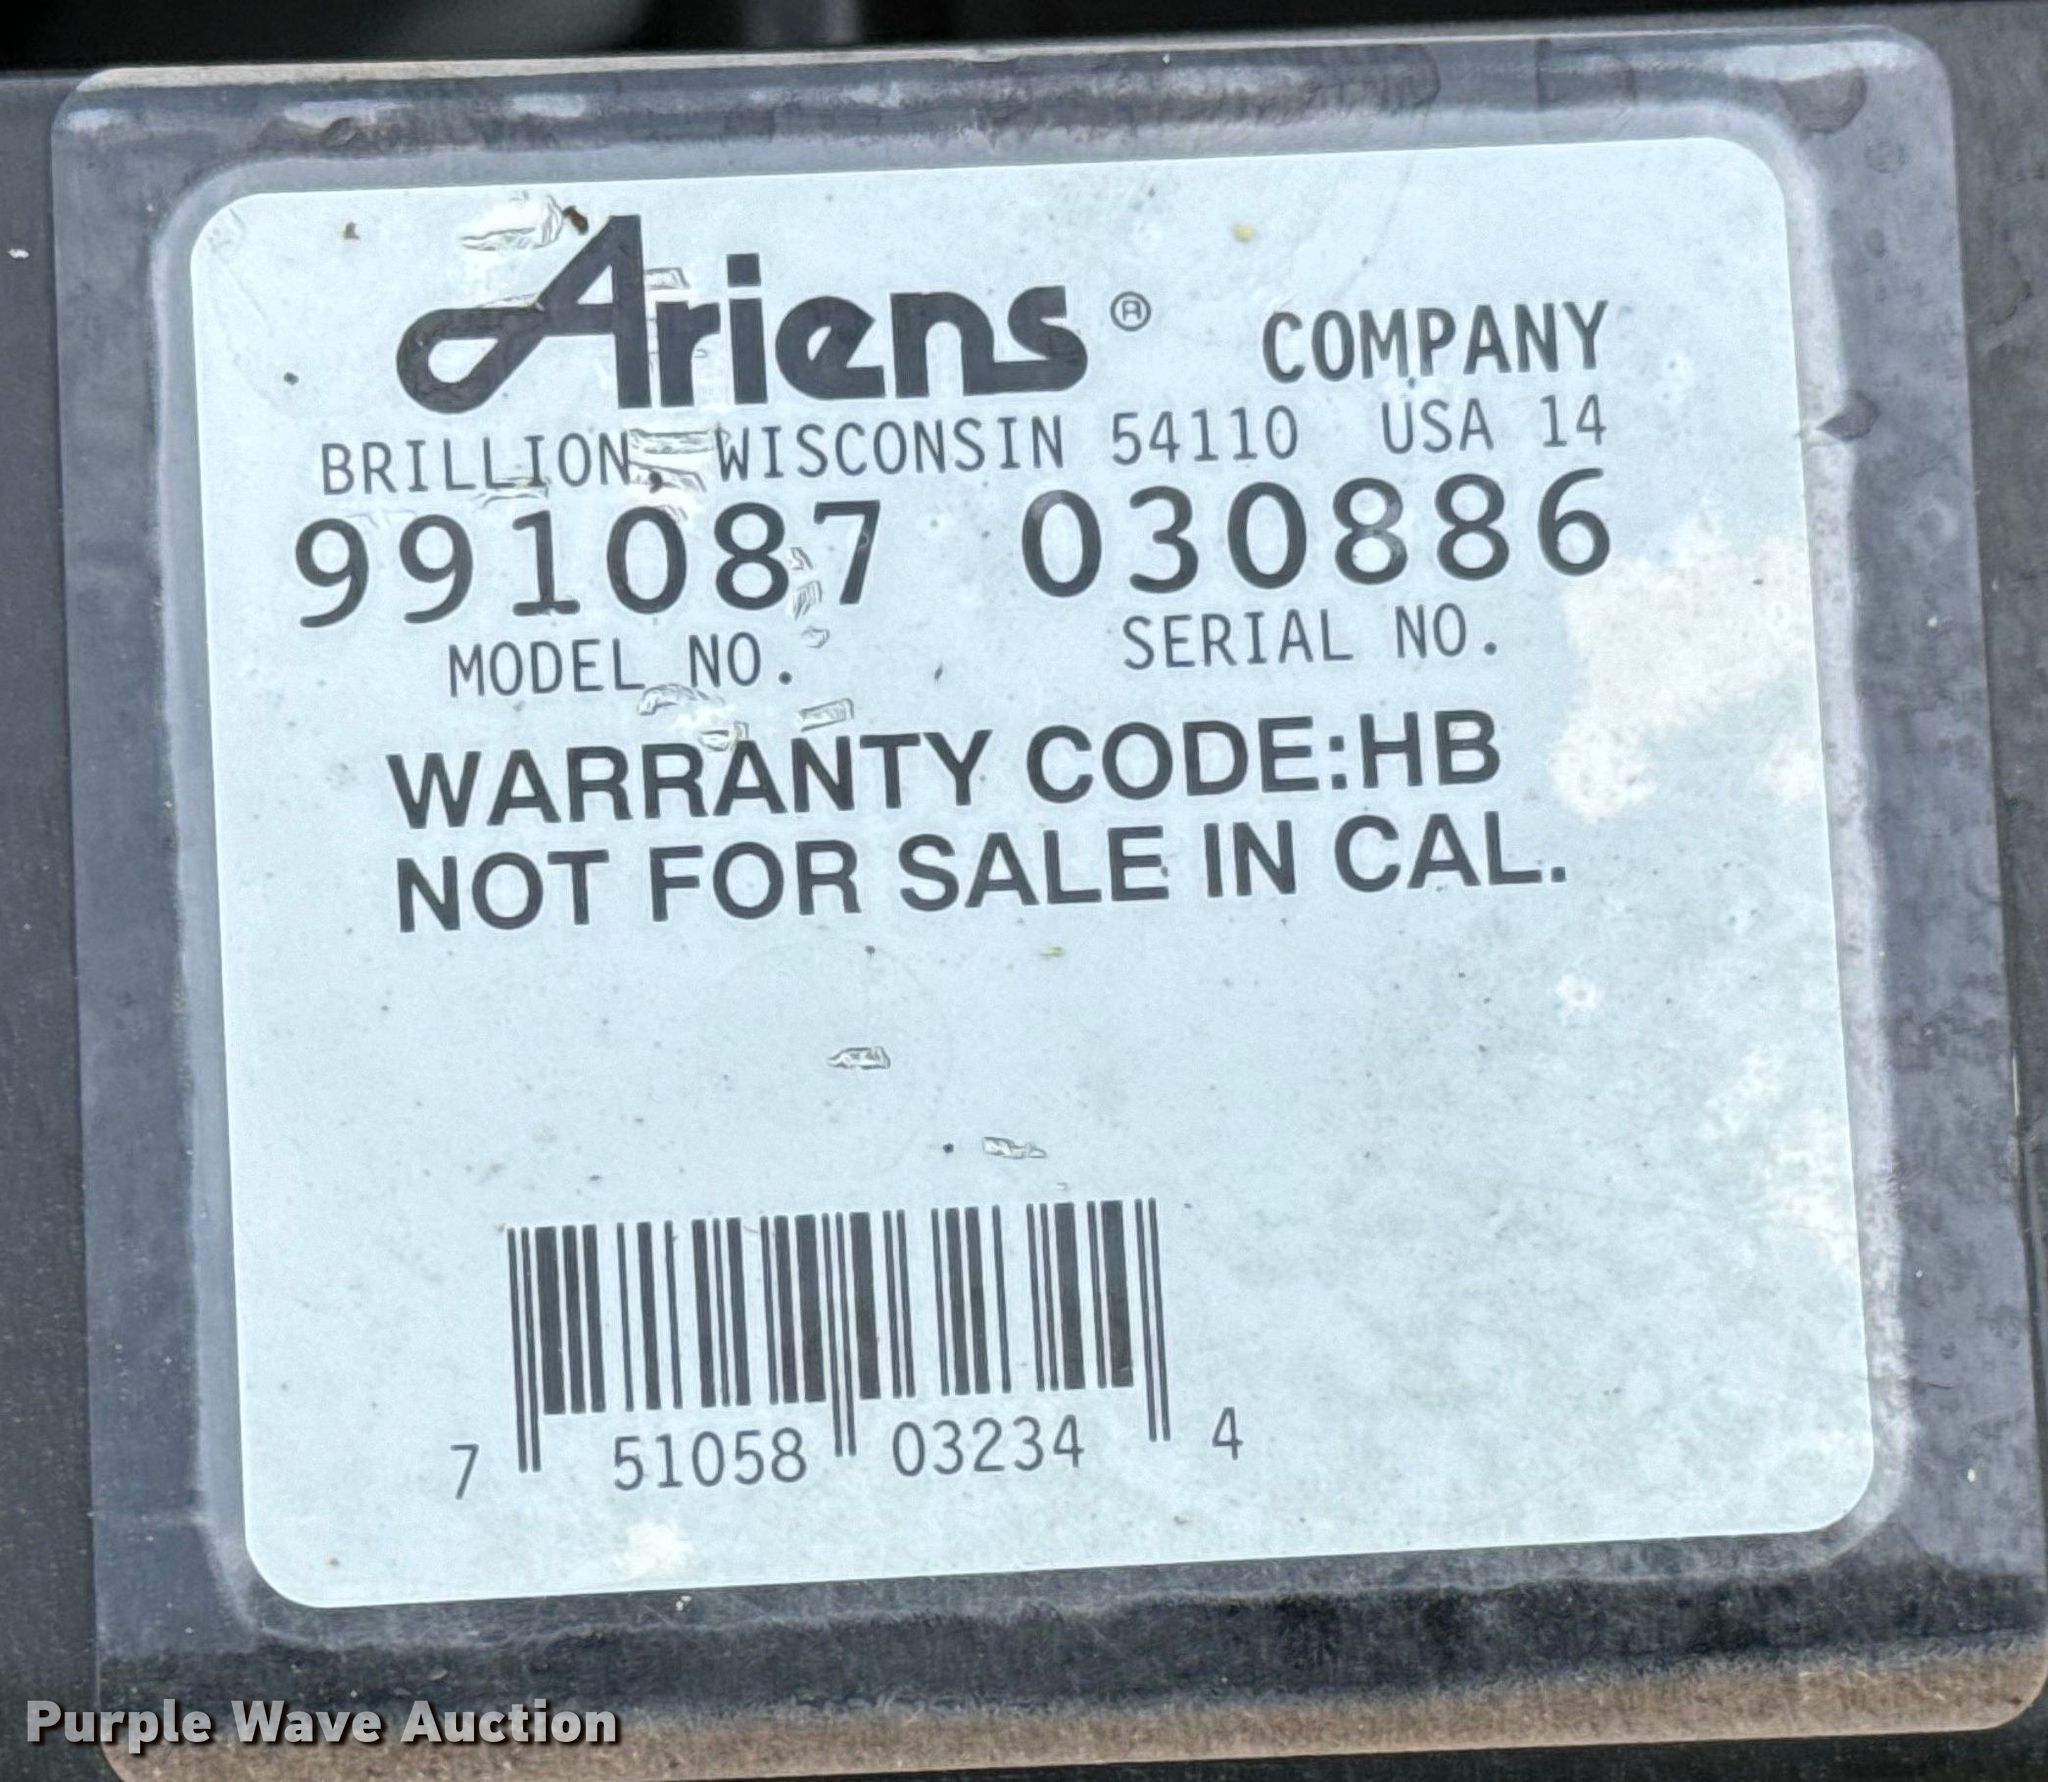 Ariens® COMPANY
BRILLION, WISCONSIN 54110 USA 14
991087 030886
MODEL NO. SERIAL NO.
WARRANTY CODE:HB
NOT FOR SALE IN CAL.
7 51058 03234 4
Purple Wave Auction